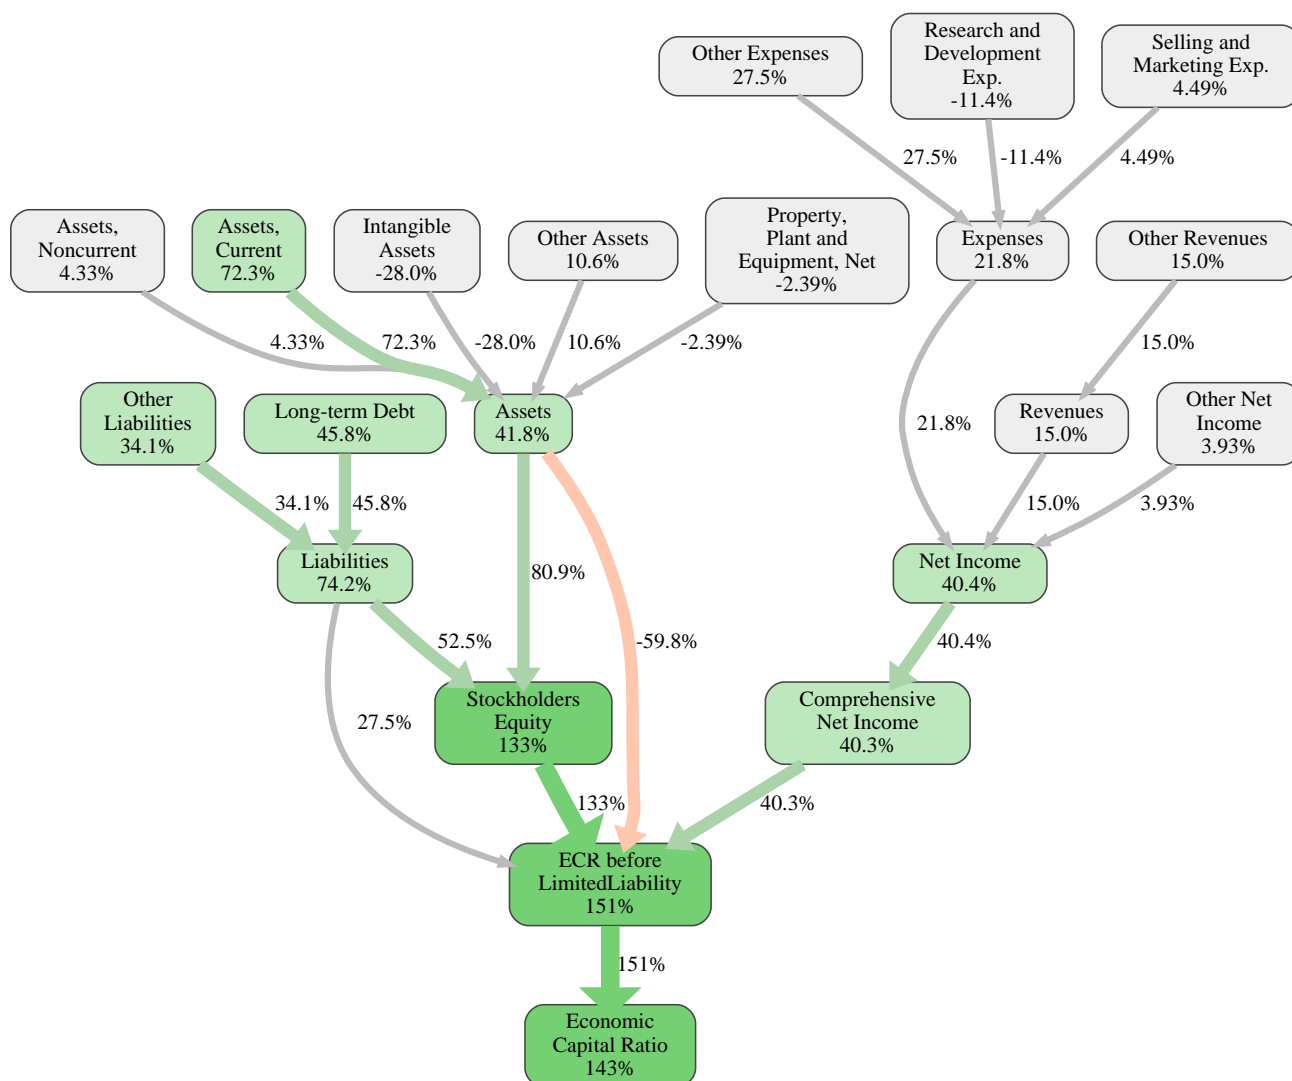 Other Expenses
27.5%
Research and
Development
Exp.
-11.4%
Selling and
Marketing Exp.
4.49%
27.5%
-11.4%
4.49%
Assets,
Noncurrent
4.33%
Assets,
Current
72.3%
Intangible
Assets
-28.0%
Other Assets
10.6%
Property,
Plant and
Equipment, Net
-2.39%
Expenses
21.8%
Other Revenues
15.0%
4.33%
72.3%
-28.0%
10.6%
-2.39%
15.0%
Other
Liabilities
34.1%
Long-term Debt
45.8%
Assets
41.8%
21.8%
Revenues
15.0%
Other Net
Income
3.93%
34.1%
45.8%
15.0%
3.93%
Liabilities
74.2%
80.9%
Net Income
40.4%
52.5%
-59.8%
40.4%
27.5%
Stockholders
Equity
133%
Comprehensive
Net Income
40.3%
133%
40.3%
ECR before
LimitedLiability
151%
151%
Economic
Capital Ratio
143%